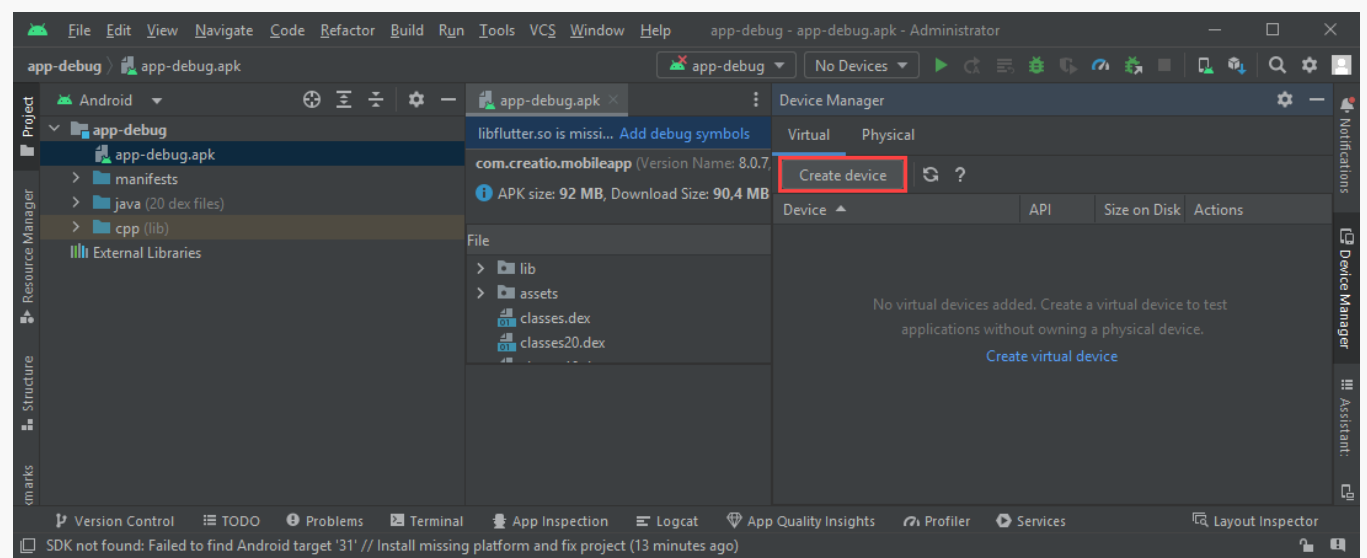 File Edit View Navigate Code Refactor Build Run Tools VCS Window Help app-debug - app-debug.apk - Administrator
app-debug app-debug.apk app-debug No Devices
Project
Resource Manager
Structure
Android
app-debug
app-debug.apk
manifests
java (20 dex files)
cpp (lib)
External Libraries
app-debug.apk
libflutter.so is missi... Add debug symbols
com.creatio.mobileapp (Version Name: 8.0.7,
APK size: 92 MB, Download Size: 90,4 MB
File
lib
assets
classes.dex
classes20.dex
Device Manager
Virtual Physical
Create device ?
Device API Size on Disk Actions
No virtual devices added. Create a virtual device to test
applications without owning a physical device.
Create virtual device
Notifications
Device Manager
Assistant:
Version Control TODO Problems Terminal App Inspection Logcat App Quality Insights Profiler Services Layout Inspector
SDK not found: Failed to find Android target '31' // Install missing platform and fix project (13 minutes ago)